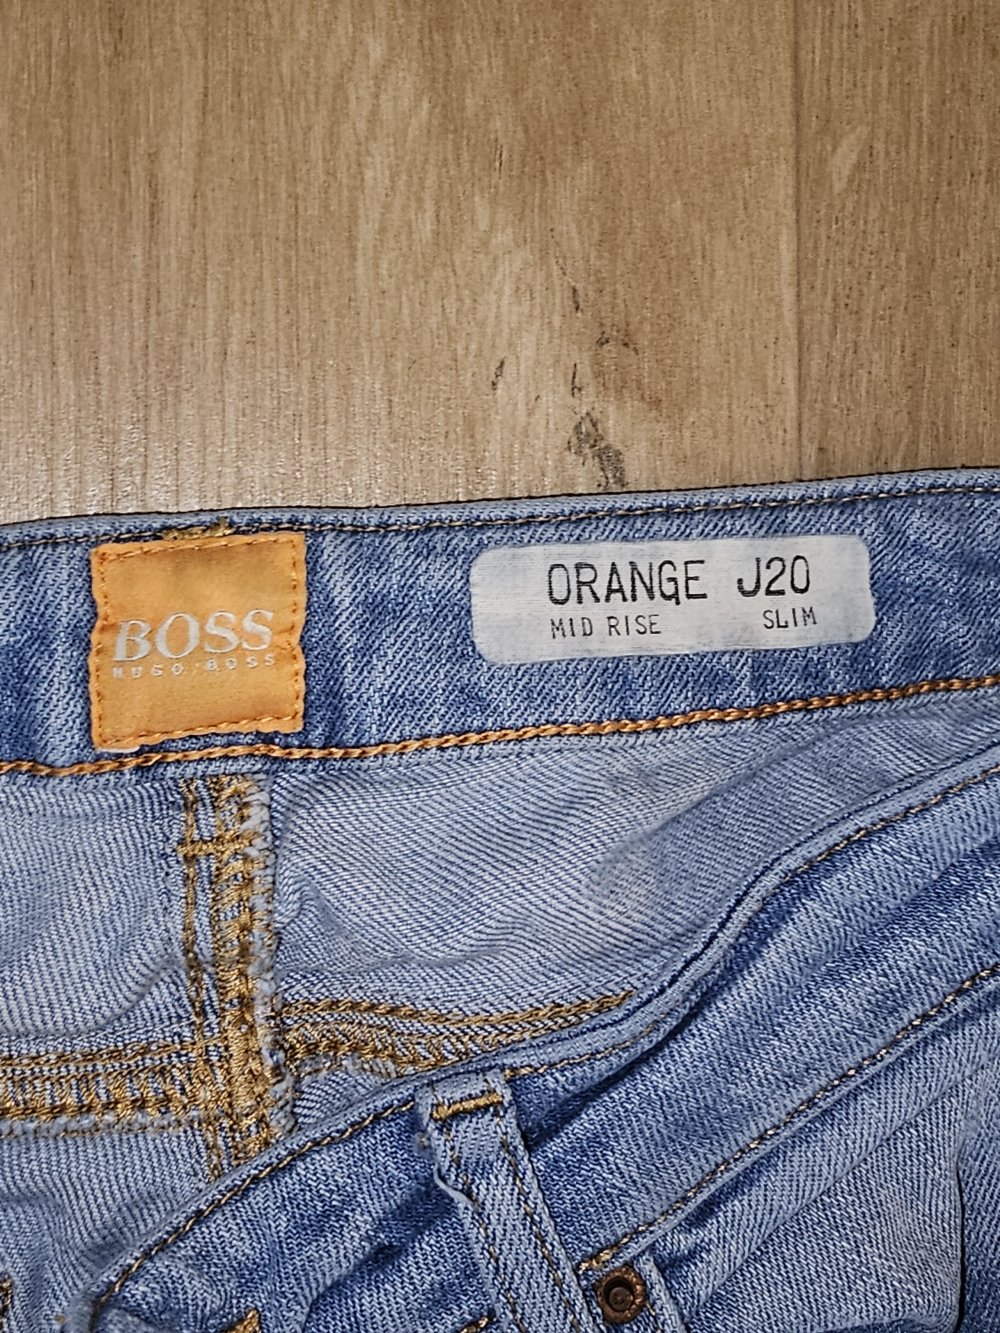 BOSS
HUGO BOSS
ORANGE J20
MID RISE SLIM